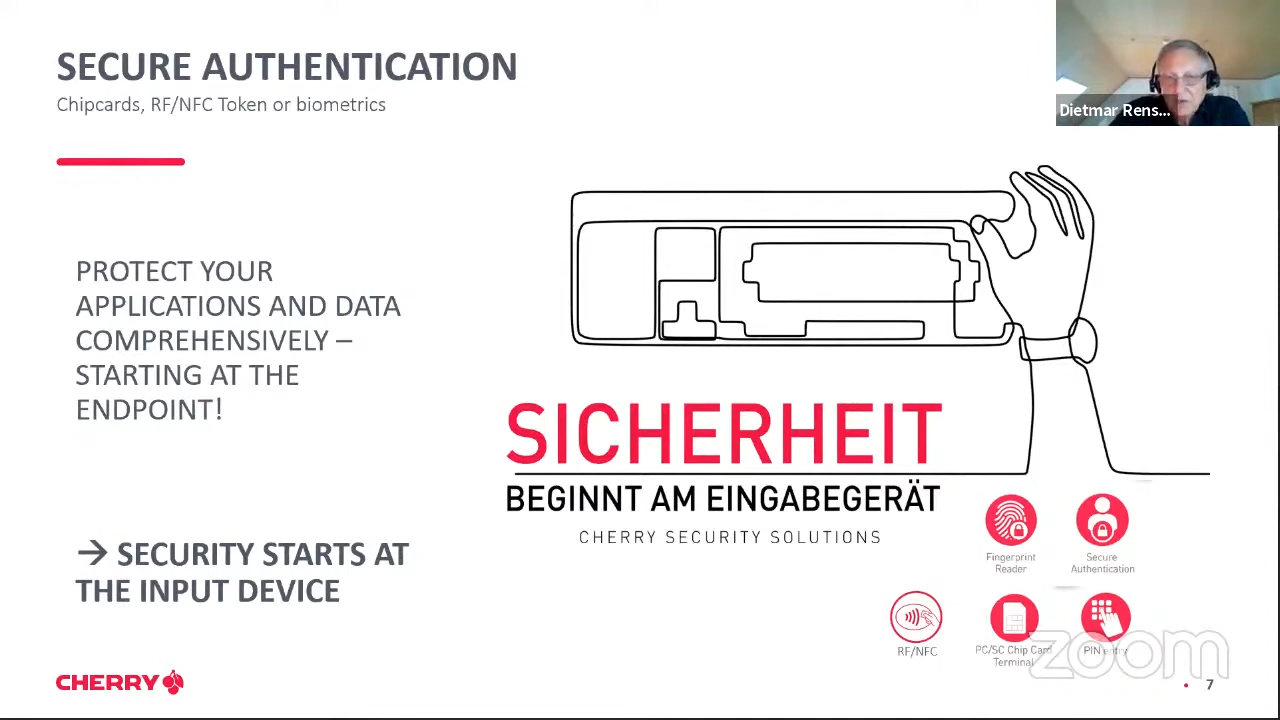 SECURE AUTHENTICATION
Chipcards, RF/NFC Token or biometrics
Dietmar Rens...
PROTECT YOUR
APPLICATIONS AND DATA
COMPREHENSIVELY –
STARTING AT THE
ENDPOINT!
→ SECURITY STARTS AT
THE INPUT DEVICE
SICHERHEIT
BEGINNT AM EINGABEGERÄT
CHERRY SECURITY SOLUTIONS
Fingerprint
Reader
Secure
Authentication
RF/NFC
PC/SC Chip Card
Terminal
PIN entry
zoom
CHERRY
7